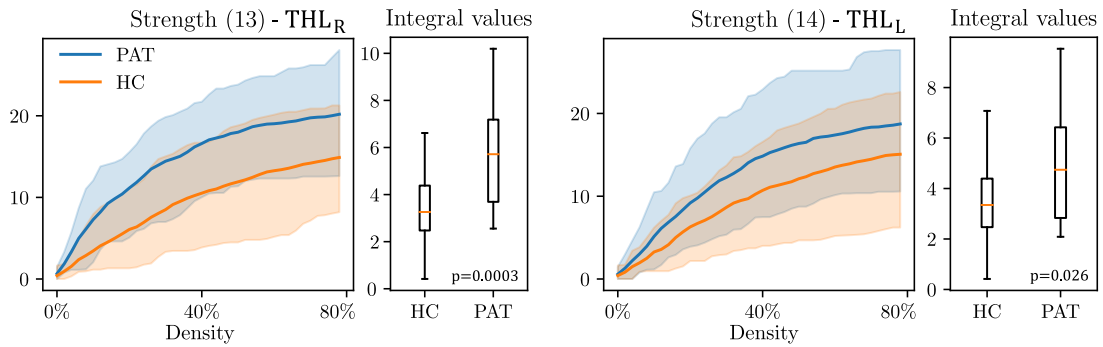 Strength (13) - THL_R
PAT
HC
20
10
0
0%
40%
80%
Density
Integral values
10
8
6
4
2
0
p=0.0003
HC
PAT
Strength (14) - THL_L
20
10
0
0%
40%
80%
Density
Integral values
8
6
4
2
0
p=0.026
HC
PAT